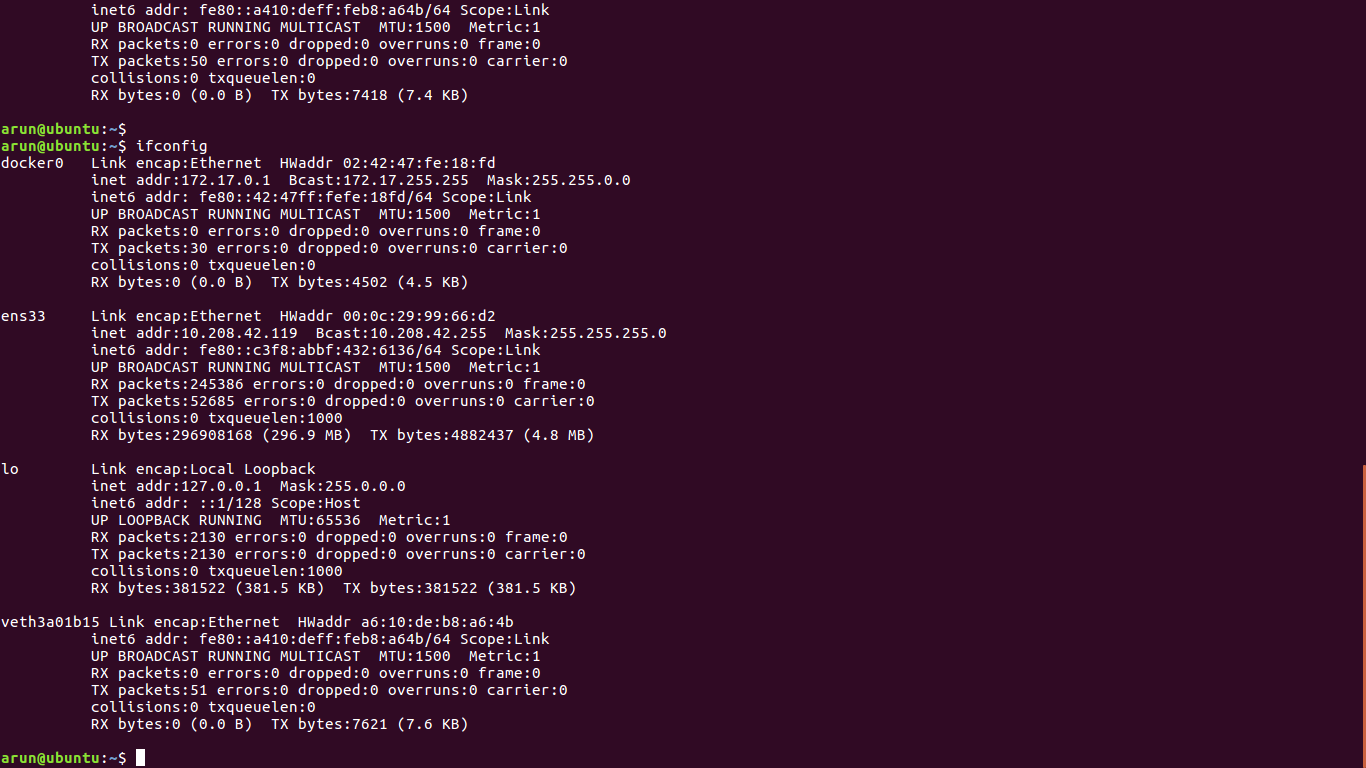 inet6 addr: fe80::a410:deff:feb8:a64b/64 Scope:Link
UP BROADCAST RUNNING MULTICAST  MTU:1500  Metric:1
RX packets:0 errors:0 dropped:0 overruns:0 frame:0
TX packets:50 errors:0 dropped:0 overruns:0 carrier:0
collisions:0 txqueuelen:0
RX bytes:0 (0.0 B)  TX bytes:7418 (7.4 KB)
arun@ubuntu:~$
arun@ubuntu:~$ ifconfig
docker0   Link encap:Ethernet  HWaddr 02:42:47:fe:18:fd
inet addr:172.17.0.1  Bcast:172.17.255.255  Mask:255.255.0.0
inet6 addr: fe80::42:47ff:fefe:18fd/64 Scope:Link
UP BROADCAST RUNNING MULTICAST  MTU:1500  Metric:1
RX packets:0 errors:0 dropped:0 overruns:0 frame:0
TX packets:30 errors:0 dropped:0 overruns:0 carrier:0
collisions:0 txqueuelen:0
RX bytes:0 (0.0 B)  TX bytes:4502 (4.5 KB)
ens33     Link encap:Ethernet  HWaddr 00:0c:29:99:66:d2
inet addr:10.208.42.119  Bcast:10.208.42.255  Mask:255.255.255.0
inet6 addr: fe80::c3f8:abbf:432:6136/64 Scope:Link
UP BROADCAST RUNNING MULTICAST  MTU:1500  Metric:1
RX packets:245386 errors:0 dropped:0 overruns:0 frame:0
TX packets:52685 errors:0 dropped:0 overruns:0 carrier:0
collisions:0 txqueuelen:1000
RX bytes:296908168 (296.9 MB)  TX bytes:4882437 (4.8 MB)
lo        Link encap:Local Loopback
inet addr:127.0.0.1  Mask:255.0.0.0
inet6 addr: ::1/128 Scope:Host
UP LOOPBACK RUNNING  MTU:65536  Metric:1
RX packets:2130 errors:0 dropped:0 overruns:0 frame:0
TX packets:2130 errors:0 dropped:0 overruns:0 carrier:0
collisions:0 txqueuelen:1000
RX bytes:381522 (381.5 KB)  TX bytes:381522 (381.5 KB)
veth3a01b15 Link encap:Ethernet  HWaddr a6:10:de:b8:a6:4b
inet6 addr: fe80::a410:deff:feb8:a64b/64 Scope:Link
UP BROADCAST RUNNING MULTICAST  MTU:1500  Metric:1
RX packets:0 errors:0 dropped:0 overruns:0 frame:0
TX packets:51 errors:0 dropped:0 overruns:0 carrier:0
collisions:0 txqueuelen:0
RX bytes:0 (0.0 B)  TX bytes:7621 (7.6 KB)
arun@ubuntu:~$